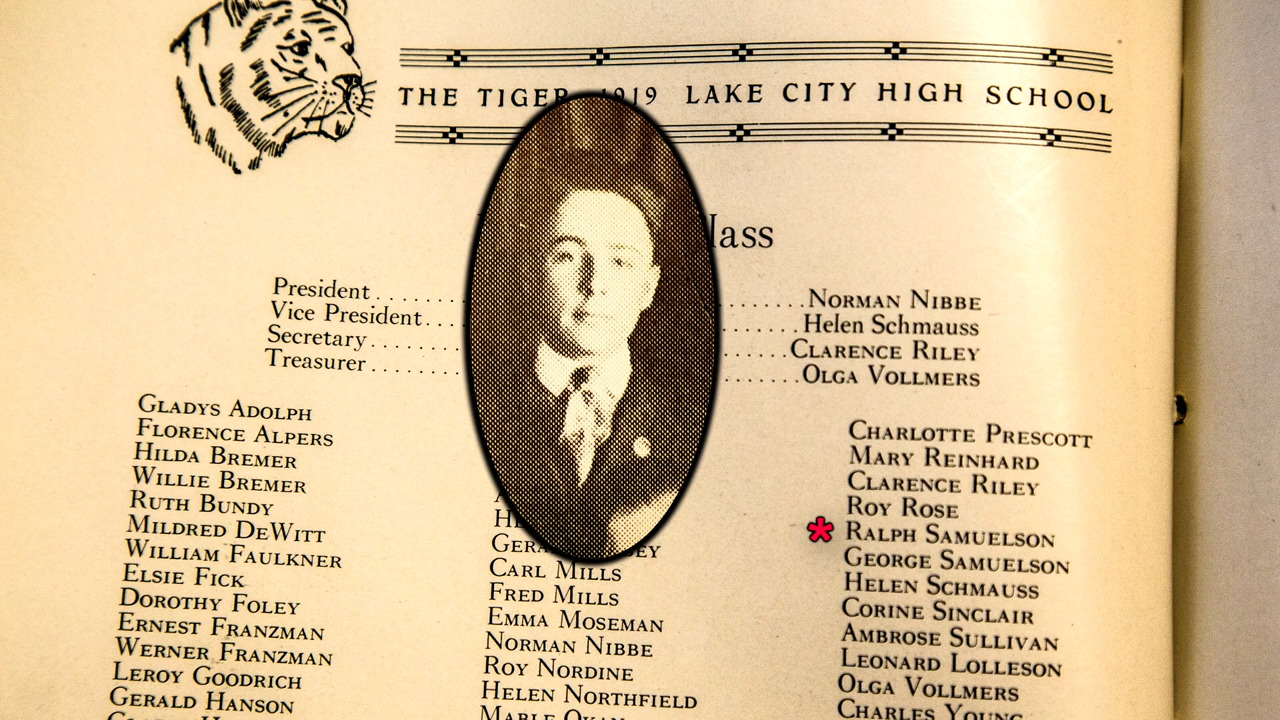 THE TIGER 1919 LAKE CITY HIGH SCHOOL
President NORMAN NIBBE
Vice President Helen Schmauss
Secretary CLARENCE RILEY
Treasurer OLGA VOLLMERS
GLADYS ADOLPH
FLORENCE ALPERS
HILDA BREMER
WILLIE BREMER
RUTH BUNDY
MILDRED DEWITT
WILLIAM FAULKNER
ELSIE FICK
DOROTHY FOLEY
ERNEST FRANZMAN
WERNER FRANZMAN
LEROY GOODRICH
GERALD HANSON
CARL MILLS
FRED MILLS
EMMA MOSEMAN
NORMAN NIBBE
ROY NORDINE
HELEN NORTHFIELD
CHARLOTTE PRESCOTT
MARY REINHARD
CLARENCE RILEY
ROY ROSE
* RALPH SAMUELSON
GEORGE SAMUELSON
HELEN SCHMAUSS
CORINE SINCLAIR
AMBROSE SULLIVAN
LEONARD LOLLESON
OLGA VOLLMERS
CHARLES YOUNG